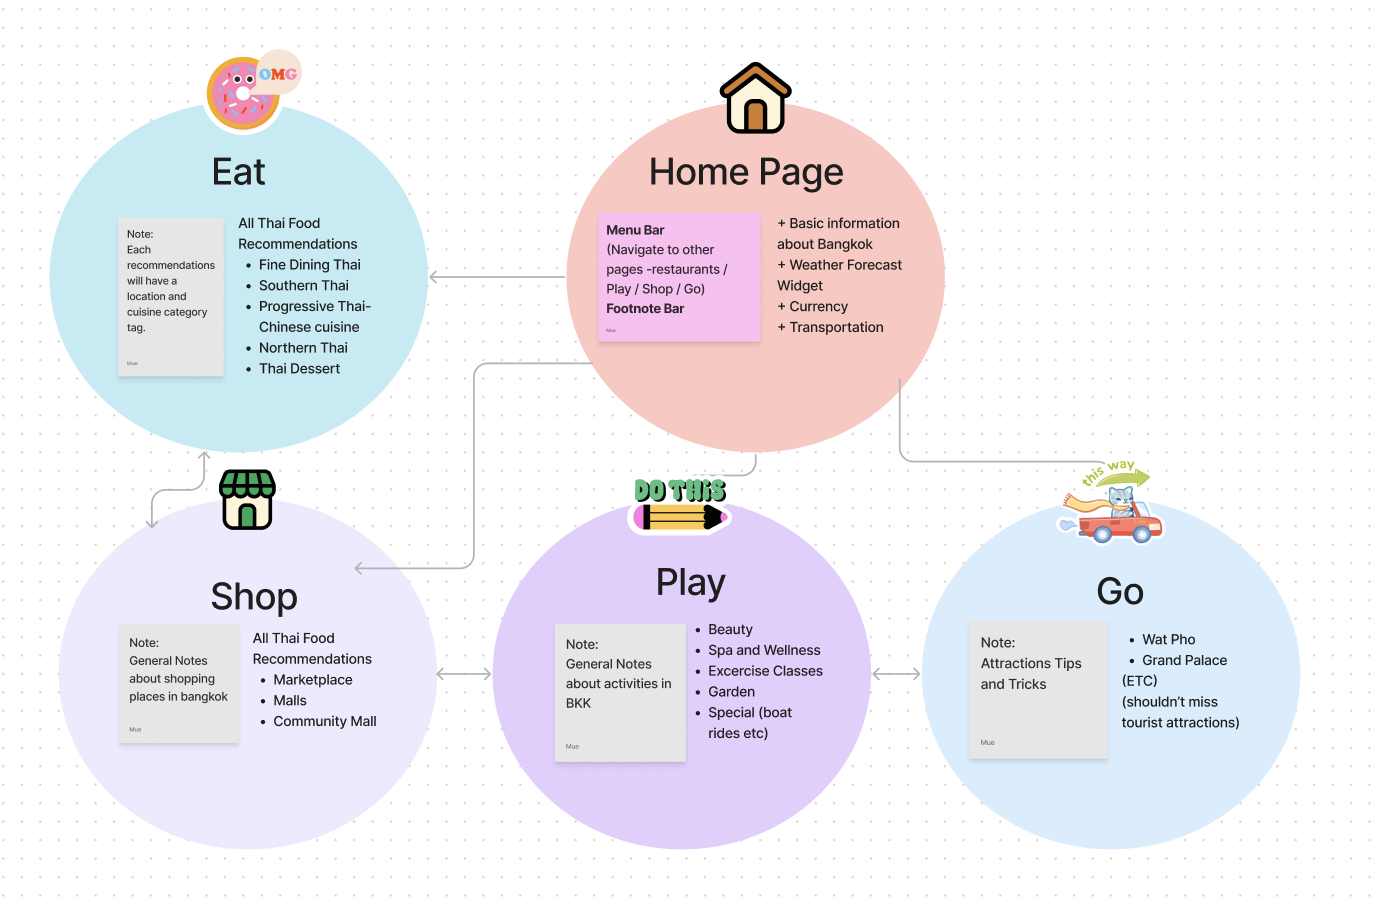 OMG
Eat
Note:
Each
recommendations
will have a
location and
cuisine category
tag.
Mue
All Thai Food
Recommendations
• Fine Dining Thai
• Southern Thai
• Progressive Thai-
Chinese cuisine
• Northern Thai
• Thai Dessert
Home Page
Menu Bar
(Navigate to other
pages -restaurants /
Play / Shop / Go)
Footnote Bar
Mue
+ Basic information
about Bangkok
+ Weather Forecast
Widget
+ Currency
+ Transportation
Shop
Note:
General Notes
about shopping
places in bangkok
Mue
All Thai Food
Recommendations
• Marketplace
• Malls
• Community Mall
DO THiS
Play
Note:
General Notes
about activities in
BKK
Mue
• Beauty
• Spa and Wellness
• Excercise Classes
• Garden
• Special (boat
rides etc)
this way
Go
Note:
Attractions Tips
and Tricks
Mue
• Wat Pho
• Grand Palace
(ETC)
(shouldn't miss
tourist attractions)